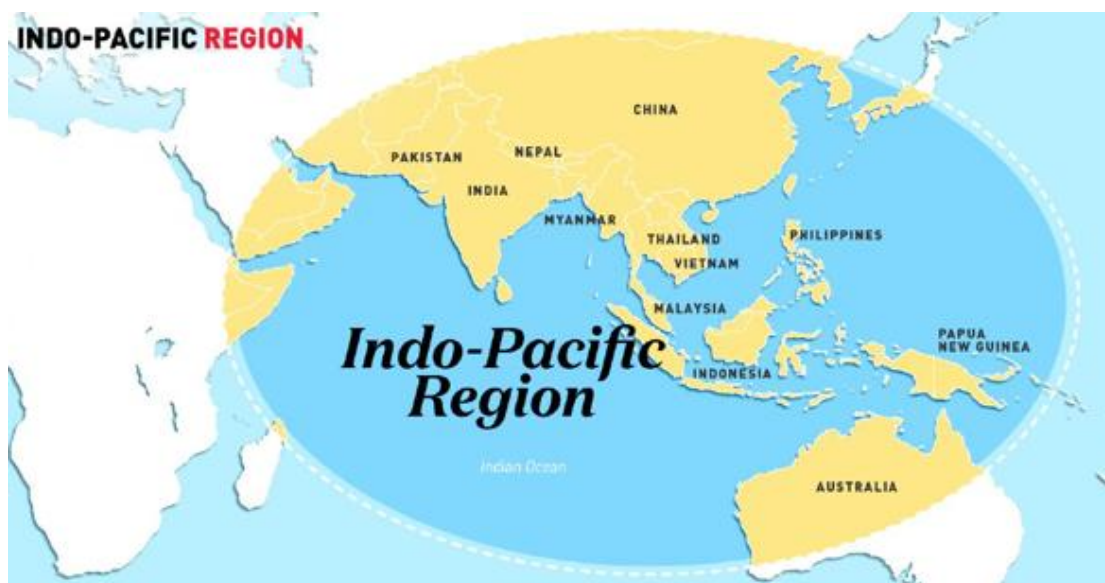 INDO-PACIFIC REGION
CHINA
PAKISTAN
NEPAL
INDIA
MYANMAR
THAILAND
PHILIPPINES
VIETNAM
MALAYSIA
Indo-Pacific
Region
PAPUA
NEW GUINEA
INDONESIA
Indian Ocean
AUSTRALIA